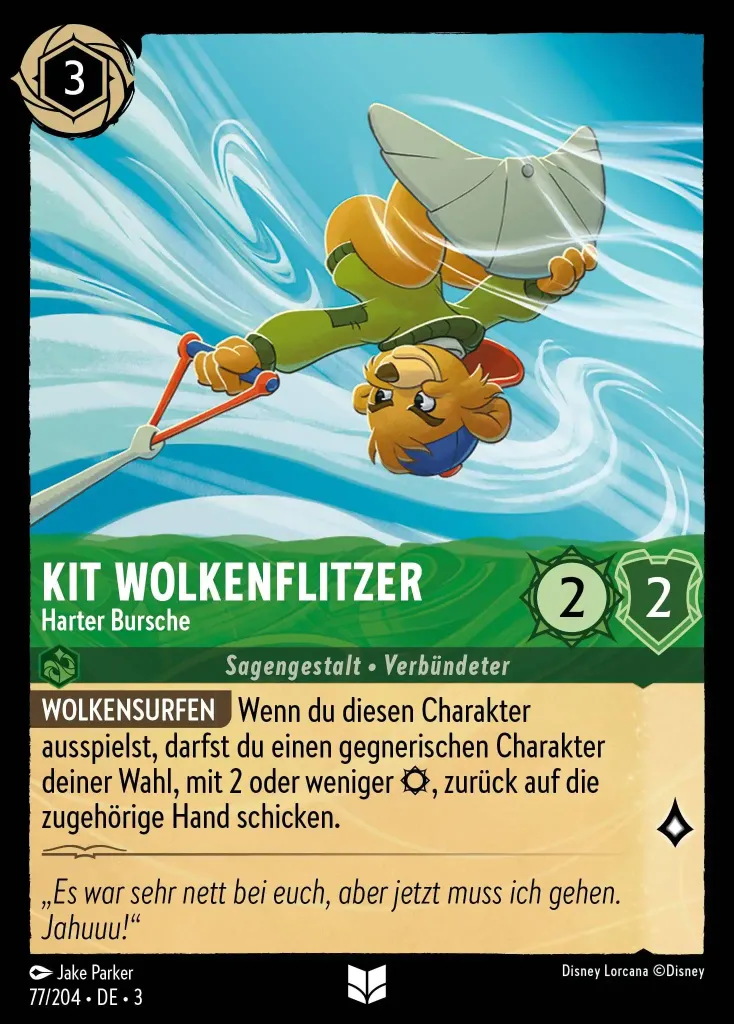 3
KIT WOLKENFLITZER
Harter Bursche
2
2
Sagengestalt • Verbündeter
WOLKENSURFEN Wenn du diesen Charakter
ausspielst, darfst du einen gegnerischen Charakter
deiner Wahl, mit 2 oder weniger , zurück auf die
zugehörige Hand schicken.
„Es war sehr nett bei euch, aber jetzt muss ich gehen.
Jahuuu!“
Jake Parker
Disney Lorcana ©Disney
77/204 • DE • 3